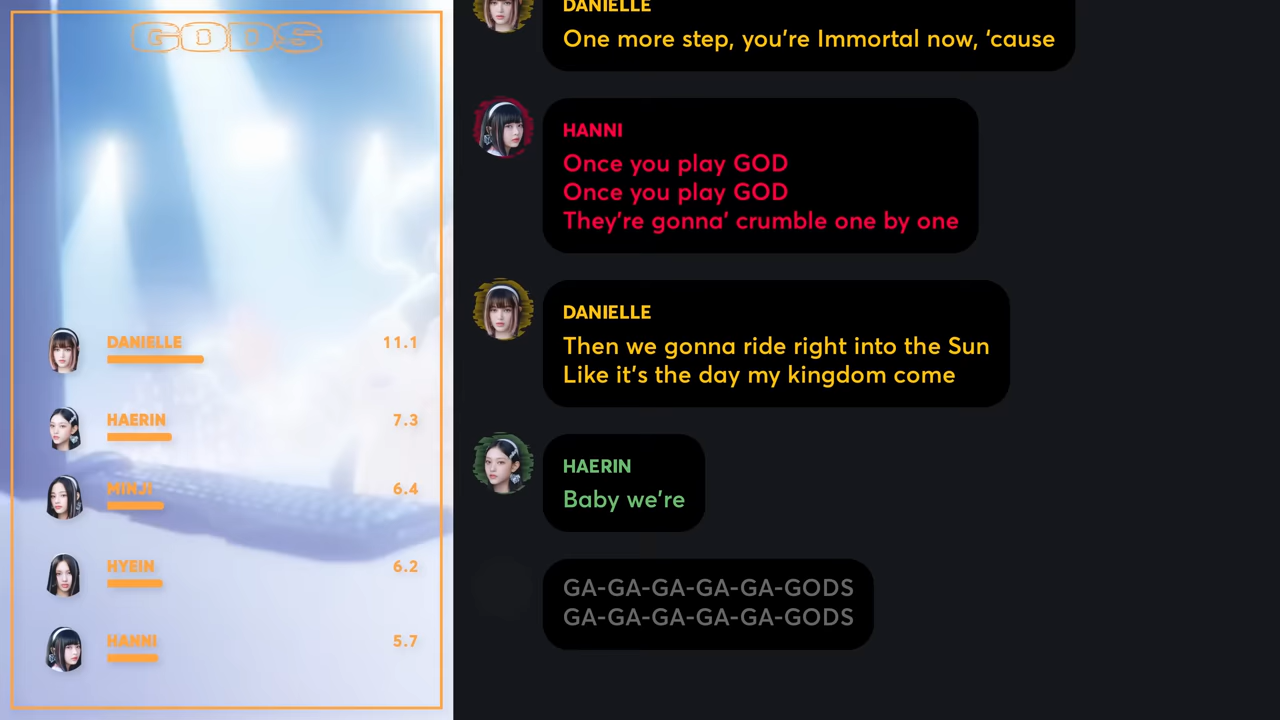 GODS
DANIELLE
11.1
HAERIN
7.3
MINJI
6.4
HYEIN
6.2
HANNI
5.7
DANIELLE
One more step, you’re Immortal now, ‘cause
HANNI
Once you play GOD
Once you play GOD
They’re gonna’ crumble one by one
DANIELLE
Then we gonna ride right into the Sun
Like it’s the day my kingdom come
HAERIN
Baby we’re
GA-GA-GA-GA-GA-GODS
GA-GA-GA-GA-GA-GODS